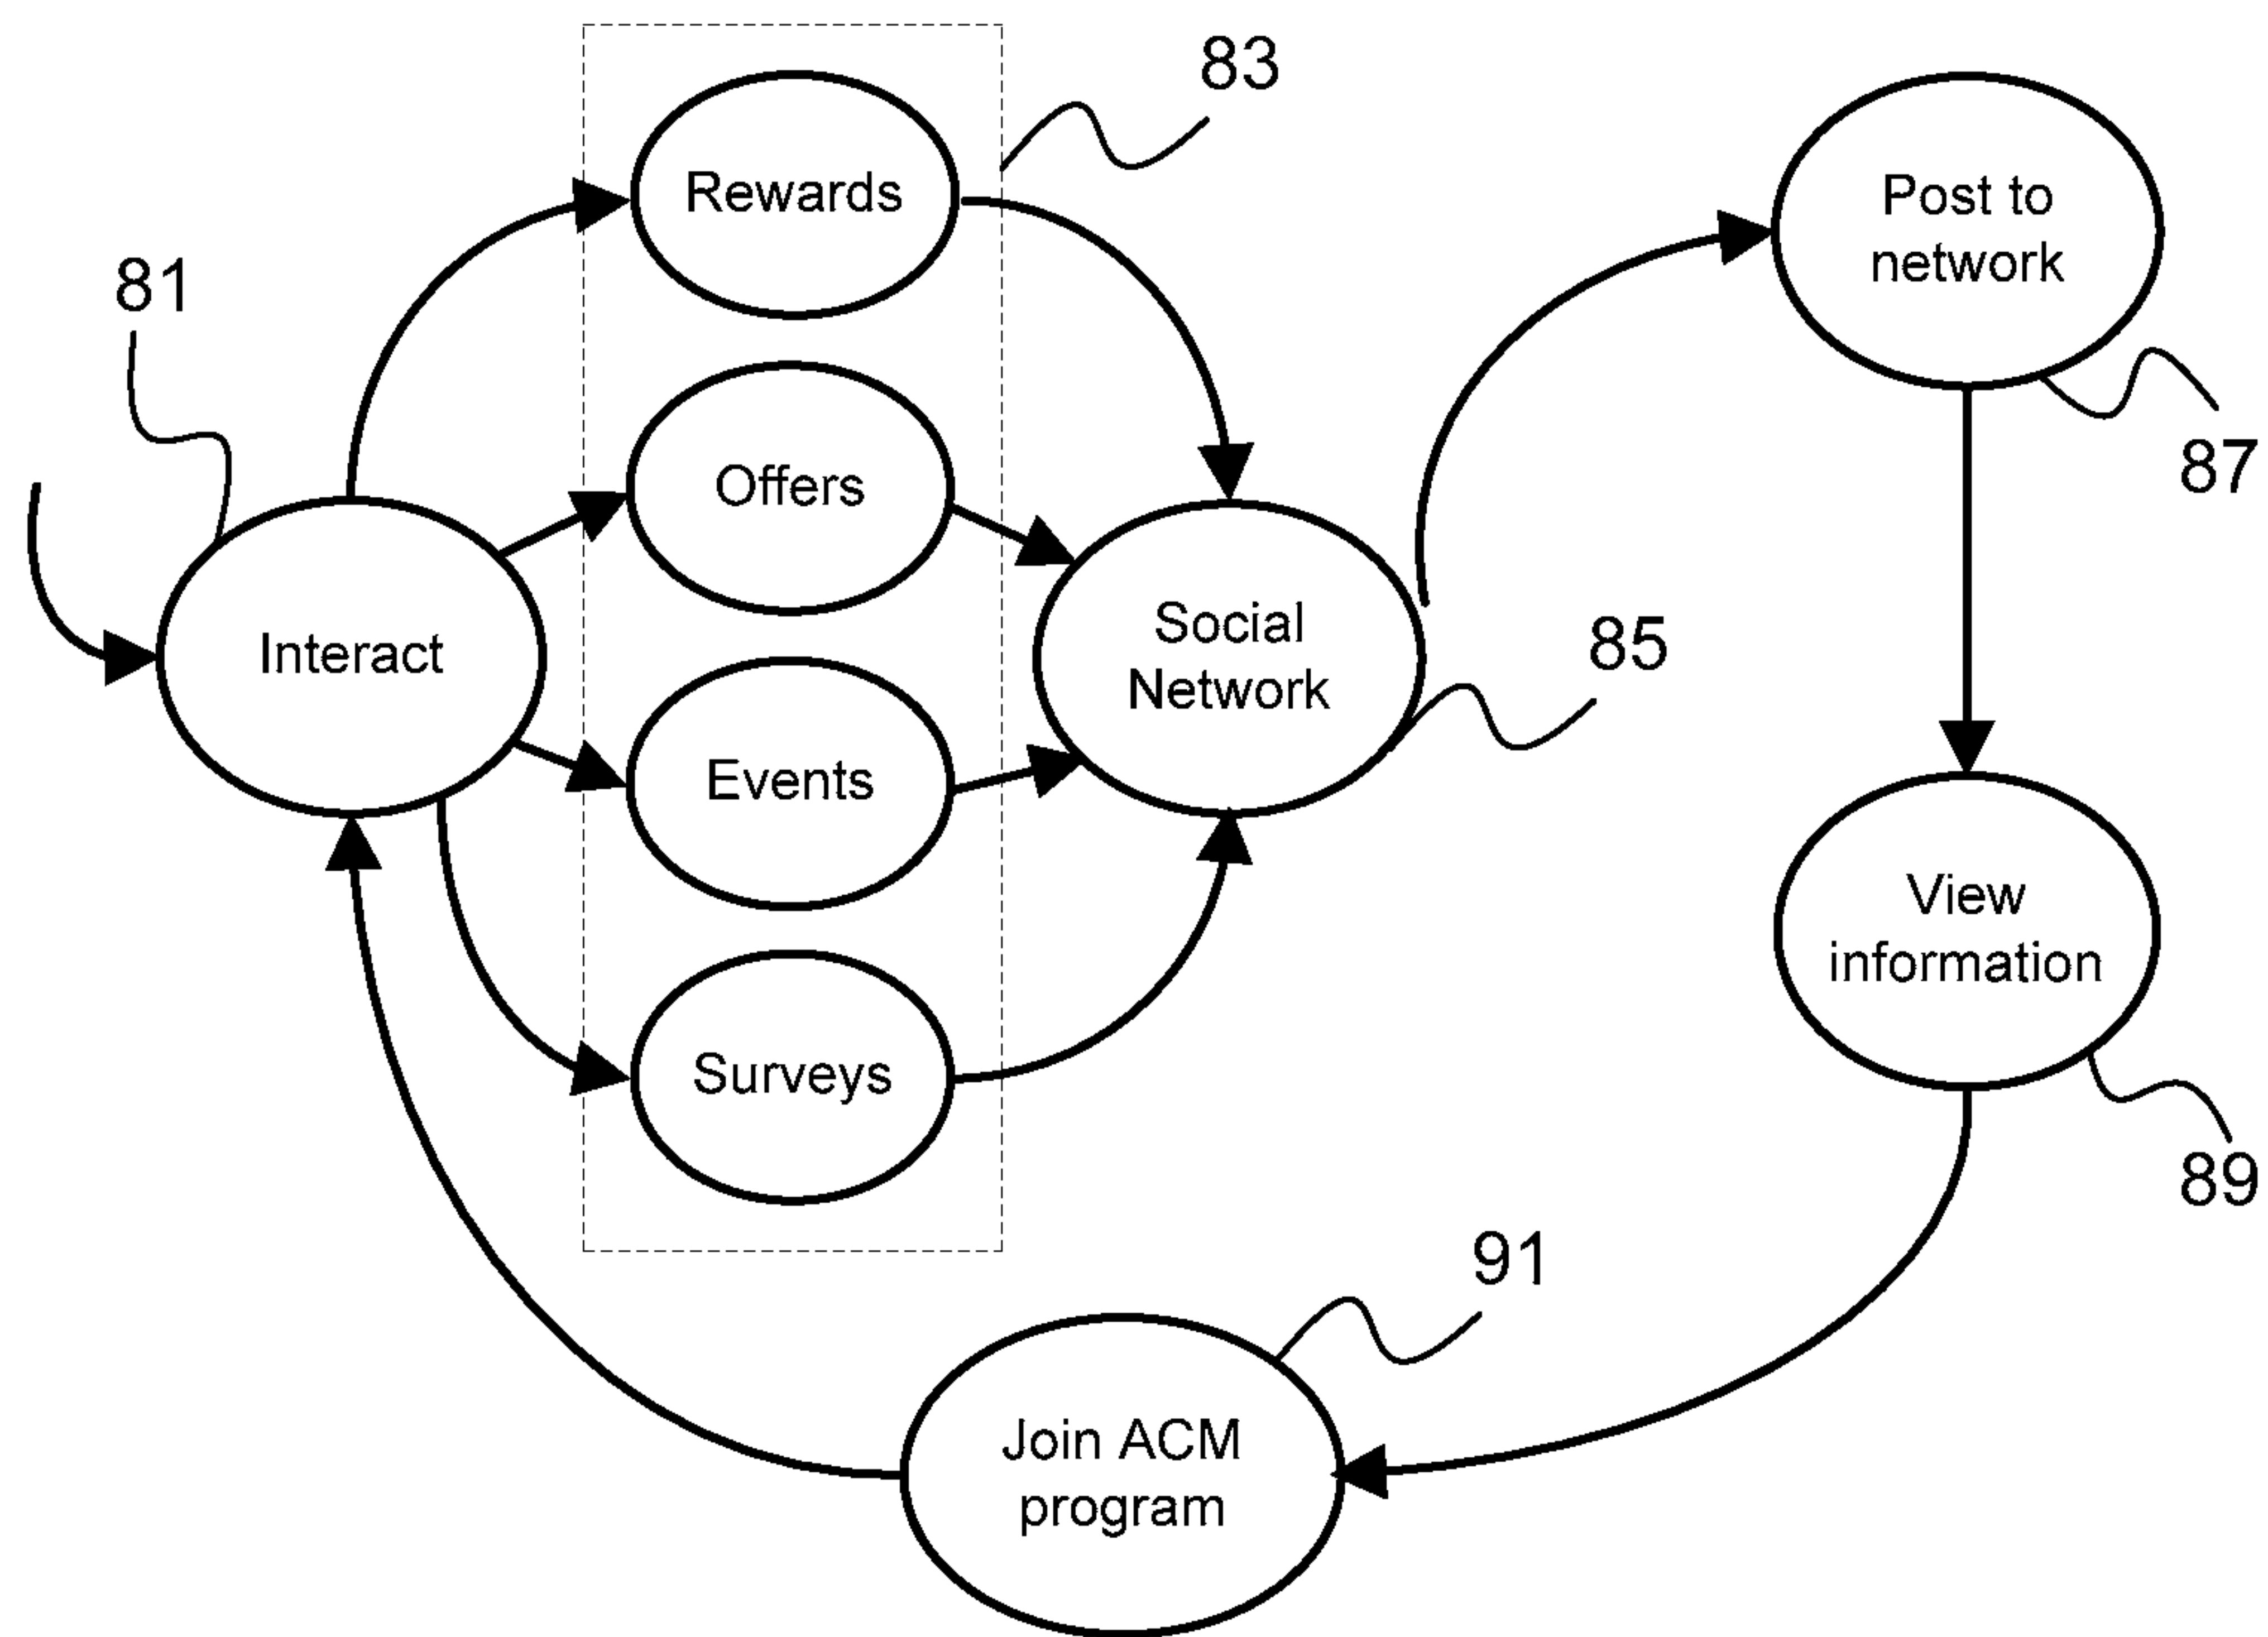 83
Rewards
Post to
network
81
87
Offers
Social
Network
85
Interact
Events
View
information
Surveys
89
91
Join ACM
program